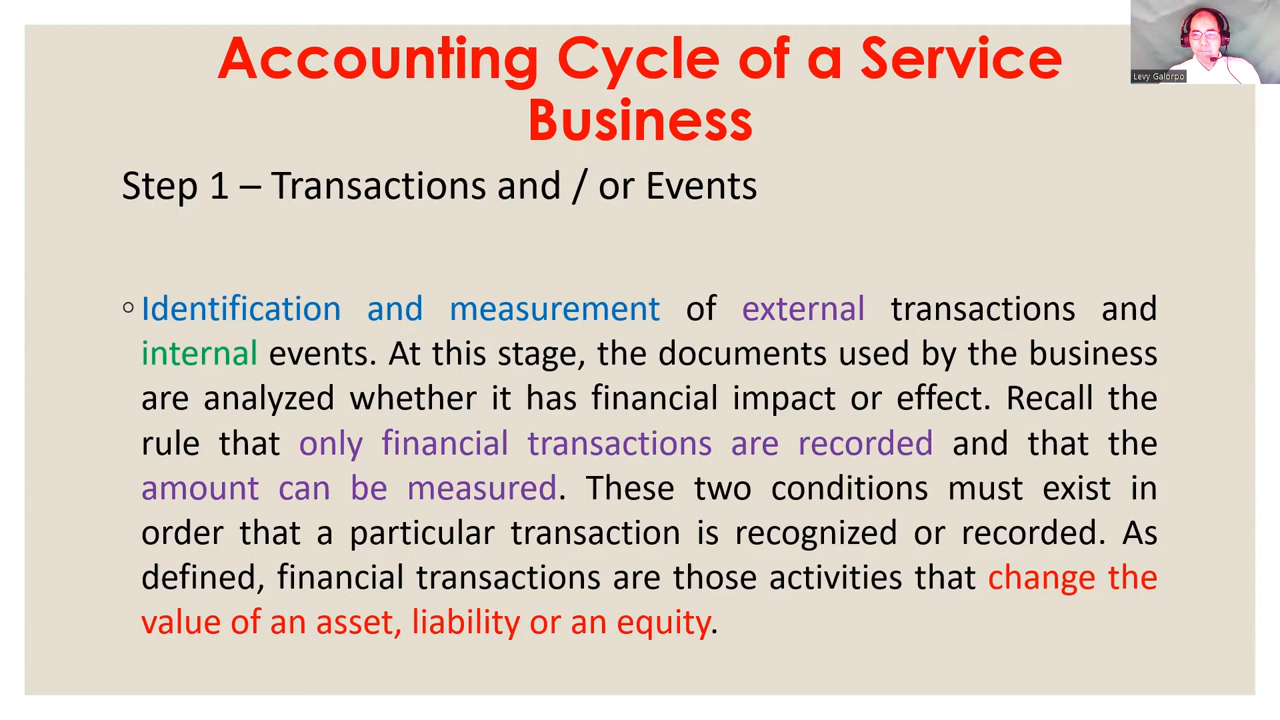 Accounting Cycle of a Service
Business
Levy Galorpo
Step 1 – Transactions and / or Events
Identification and measurement of external transactions and
internal events. At this stage, the documents used by the business
are analyzed whether it has financial impact or effect. Recall the
rule that only financial transactions are recorded and that the
amount can be measured. These two conditions must exist in
order that a particular transaction is recognized or recorded. As
defined, financial transactions are those activities that change the
value of an asset, liability or an equity.